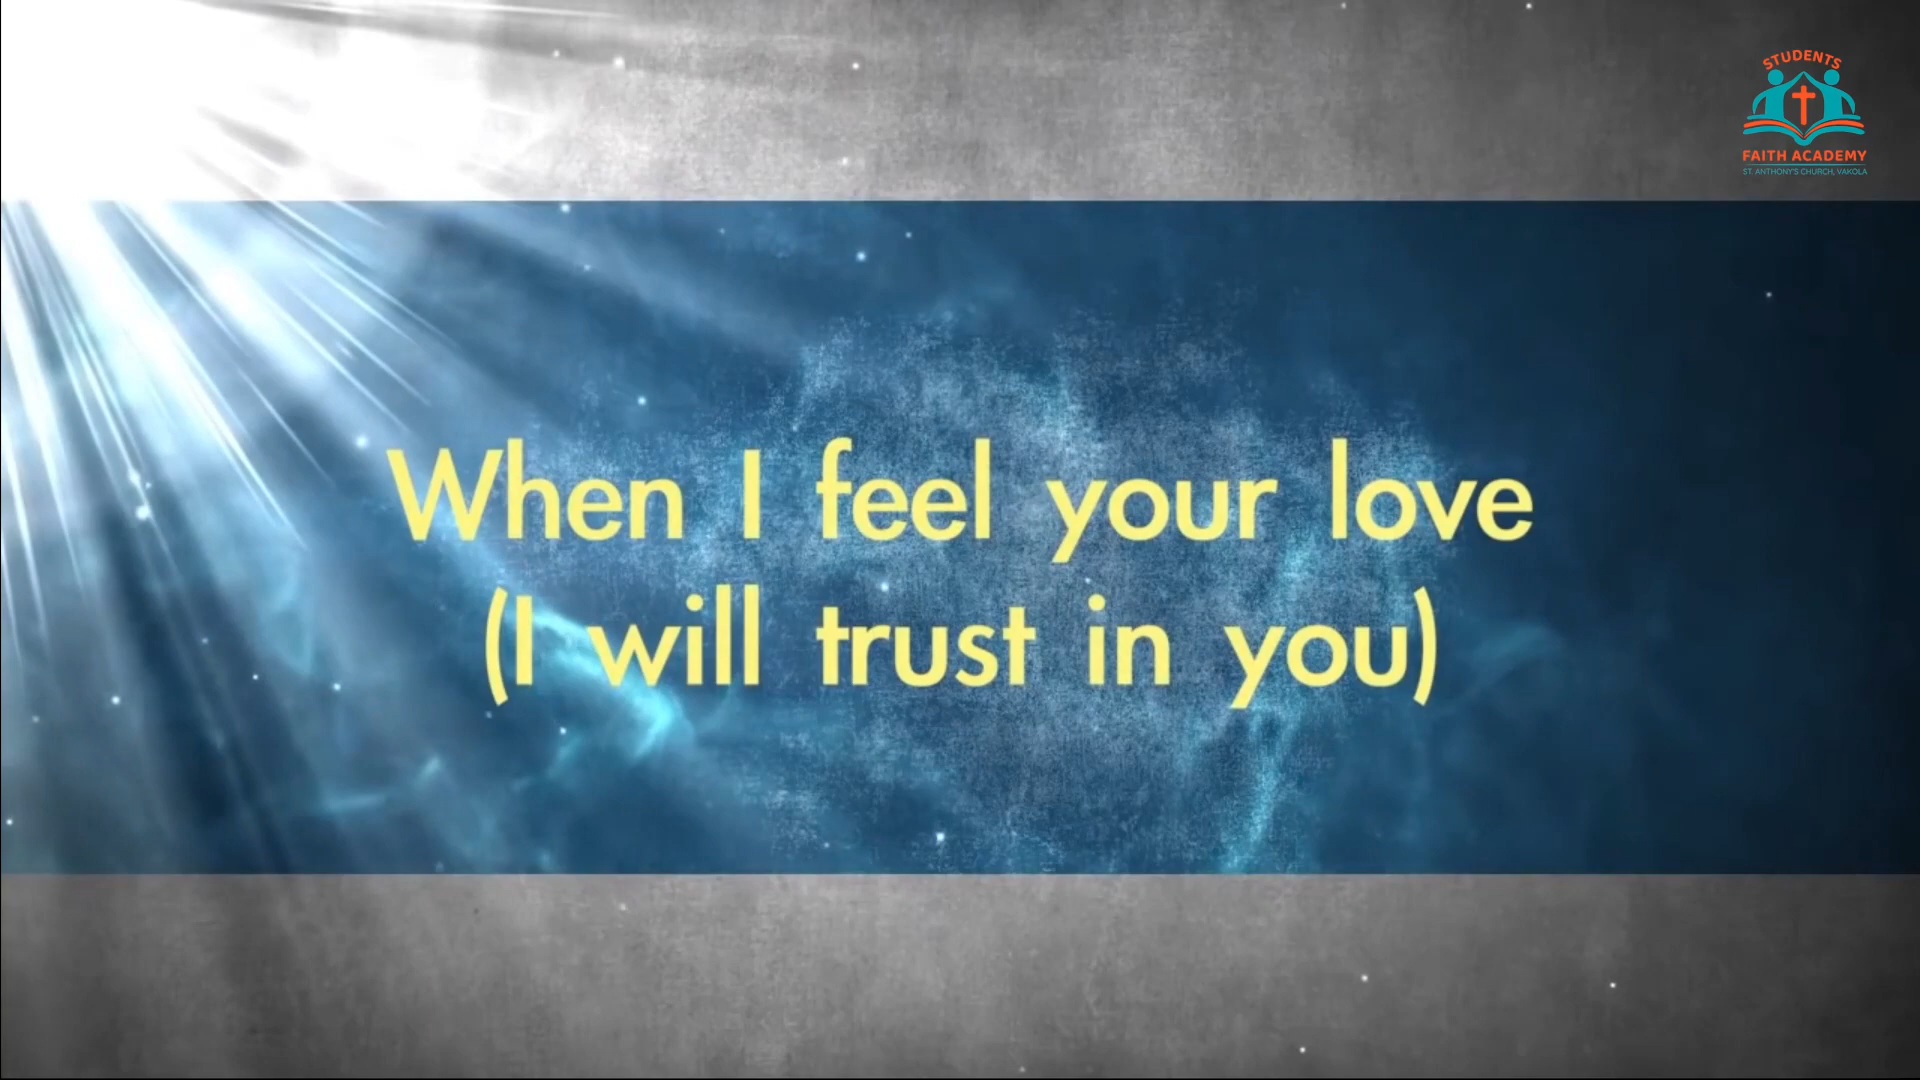 STUDENTS
FAITH ACADEMY
ST. ANTHONY'S CHURCH, VAKOLA
When I feel your love
(I will trust in you)